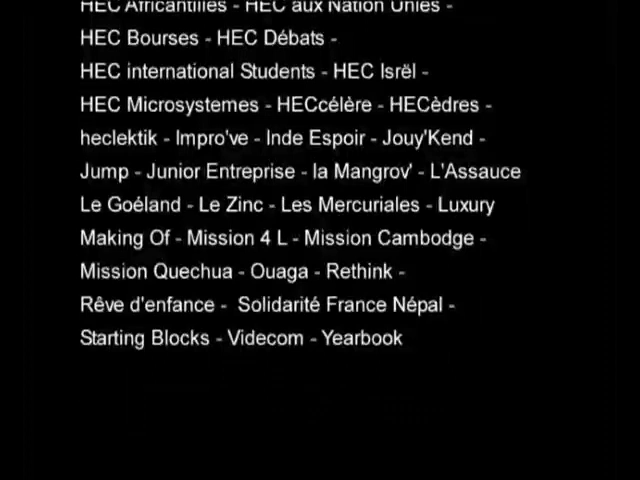 HEC Africantilles - HEC aux Nation Unies -
HEC Bourses - HEC Débats -
HEC international Students - HEC Isrël -
HEC Microsystemes - HECcélère - HECèdres -
heclektik - Impro've - Inde Espoir - Jouy'Kend -
Jump - Junior Entreprise - la Mangrov' - L'Assauce
Le Goéland - Le Zinc - Les Mercuriales - Luxury
Making Of - Mission 4 L - Mission Cambodge -
Mission Quechua - Ouaga - Rethink -
Rêve d'enfance -  Solidarité France Népal -
Starting Blocks - Videcom - Yearbook